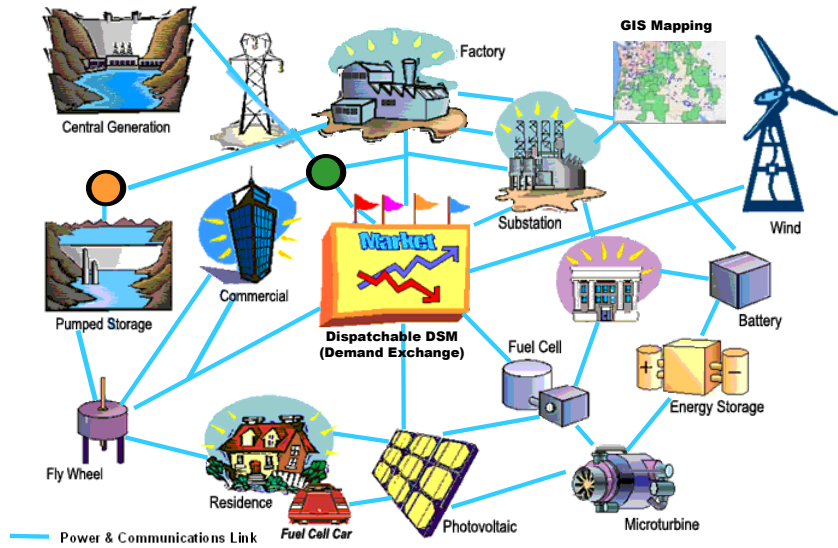 GIS Mapping
Factory
Central Generation
Substation
Wind
Market
Commercial
Pumped Storage
Battery
Dispatchable DSM
(Demand Exchange)
Fuel Cell
+
−
Energy Storage
Fly Wheel
Residence
Fuel Cell Car
Photovoltaic
Microturbine
Power & Communications Link